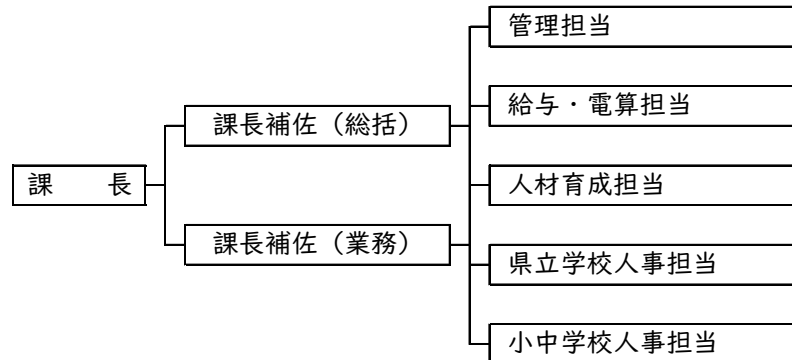 課　　長
課長補佐（総括）
課長補佐（業務）
管理担当
給与・電算担当
人材育成担当
県立学校人事担当
小中学校人事担当